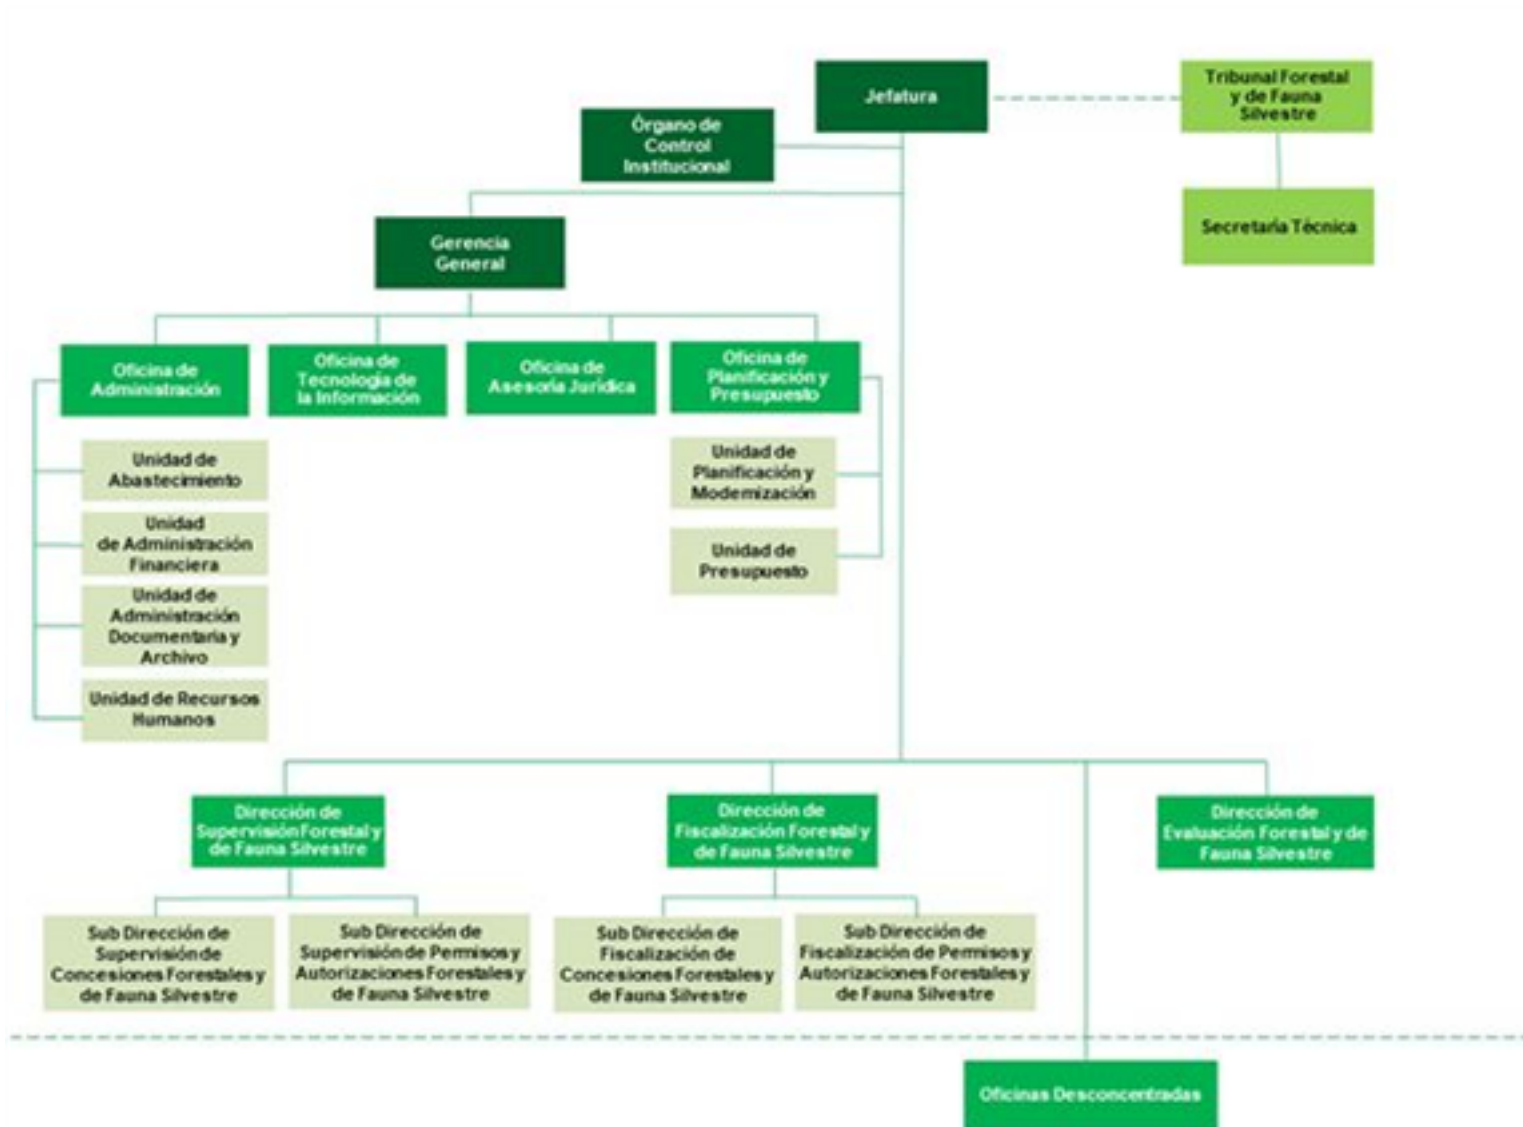 Jefatura
Tribunal Forestal
y de Fauna
Silvestre
Órgano de
Control
Institucional
Secretaría Técnica
Gerencia
General
Oficina de
Administración
Oficina de
Tecnología de
la Información
Oficina de
Asesoría Jurídica
Oficina de
Planificación y
Presupuesto
Unidad de
Abastecimiento
Unidad
de Administración
Financiera
Unidad de
Administración
Documentaria y
Archivo
Unidad de Recursos
Humanos
Unidad de
Planificación y
Modernización
Unidad de
Presupuesto
Dirección de
Supervisión Forestal y
de Fauna Silvestre
Dirección de
Fiscalización Forestal y
de Fauna Silvestre
Dirección de
Evaluación Forestal y de
Fauna Silvestre
Sub Dirección de
Supervisión de
Concesiones Forestales y
de Fauna Silvestre
Sub Dirección de
Supervisión de Permisos y
Autorizaciones Forestales y
de Fauna Silvestre
Sub Dirección de
Fiscalización de
Concesiones Forestales y
de Fauna Silvestre
Sub Dirección de
Fiscalización de Permisos y
Autorizaciones Forestales y
de Fauna Silvestre
Oficinas Desconcentradas